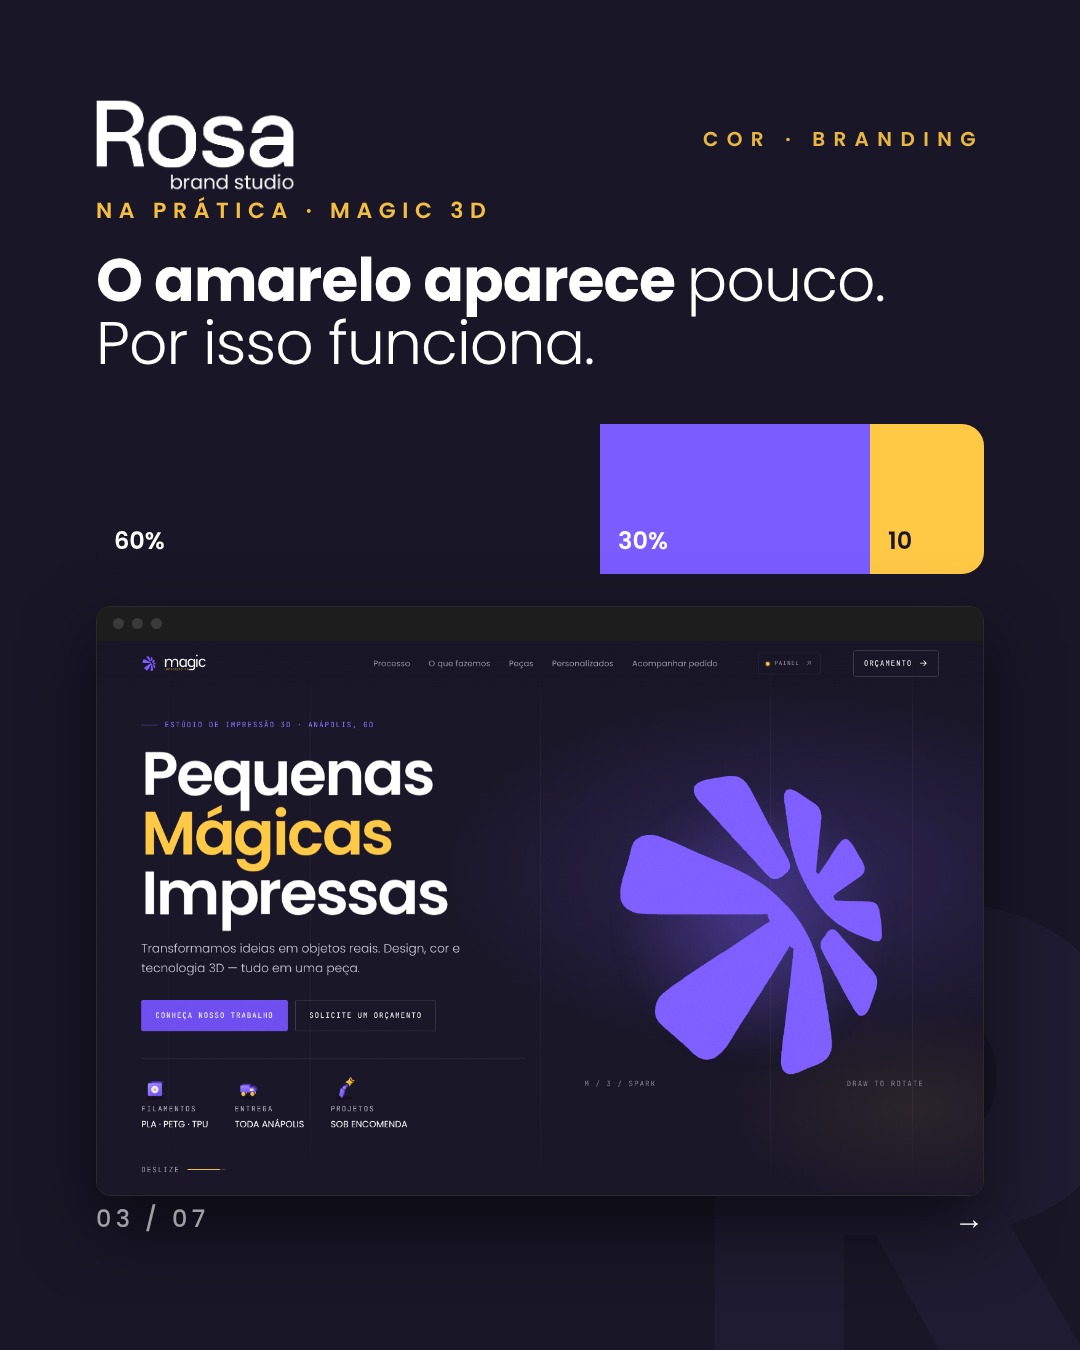 Rosa
brand studio
COR · BRANDING
NA PRÁTICA · MAGIC 3D
O amarelo aparece pouco.
Por isso funciona.
60%
30%
10
magic
Processo
O que fazemos
Peças
Personalizados
Acompanhar pedido
PAINEL ↗
ORÇAMENTO →
ESTÚDIO DE IMPRESSÃO 3D · ANÁPOLIS, GO
Pequenas
Mágicas
Impressas
Transformamos ideias em objetos reais. Design, cor e
tecnologia 3D — tudo em uma peça.
CONHEÇA NOSSO TRABALHO
SOLICITE UM ORÇAMENTO
M / 3 / SPARK
DRAW TO ROTATE
FILAMENTOS
PLA · PETG · TPU
ENTREGA
TODA ANÁPOLIS
PROJETOS
SOB ENCOMENDA
DESLIZE
03 / 07
→